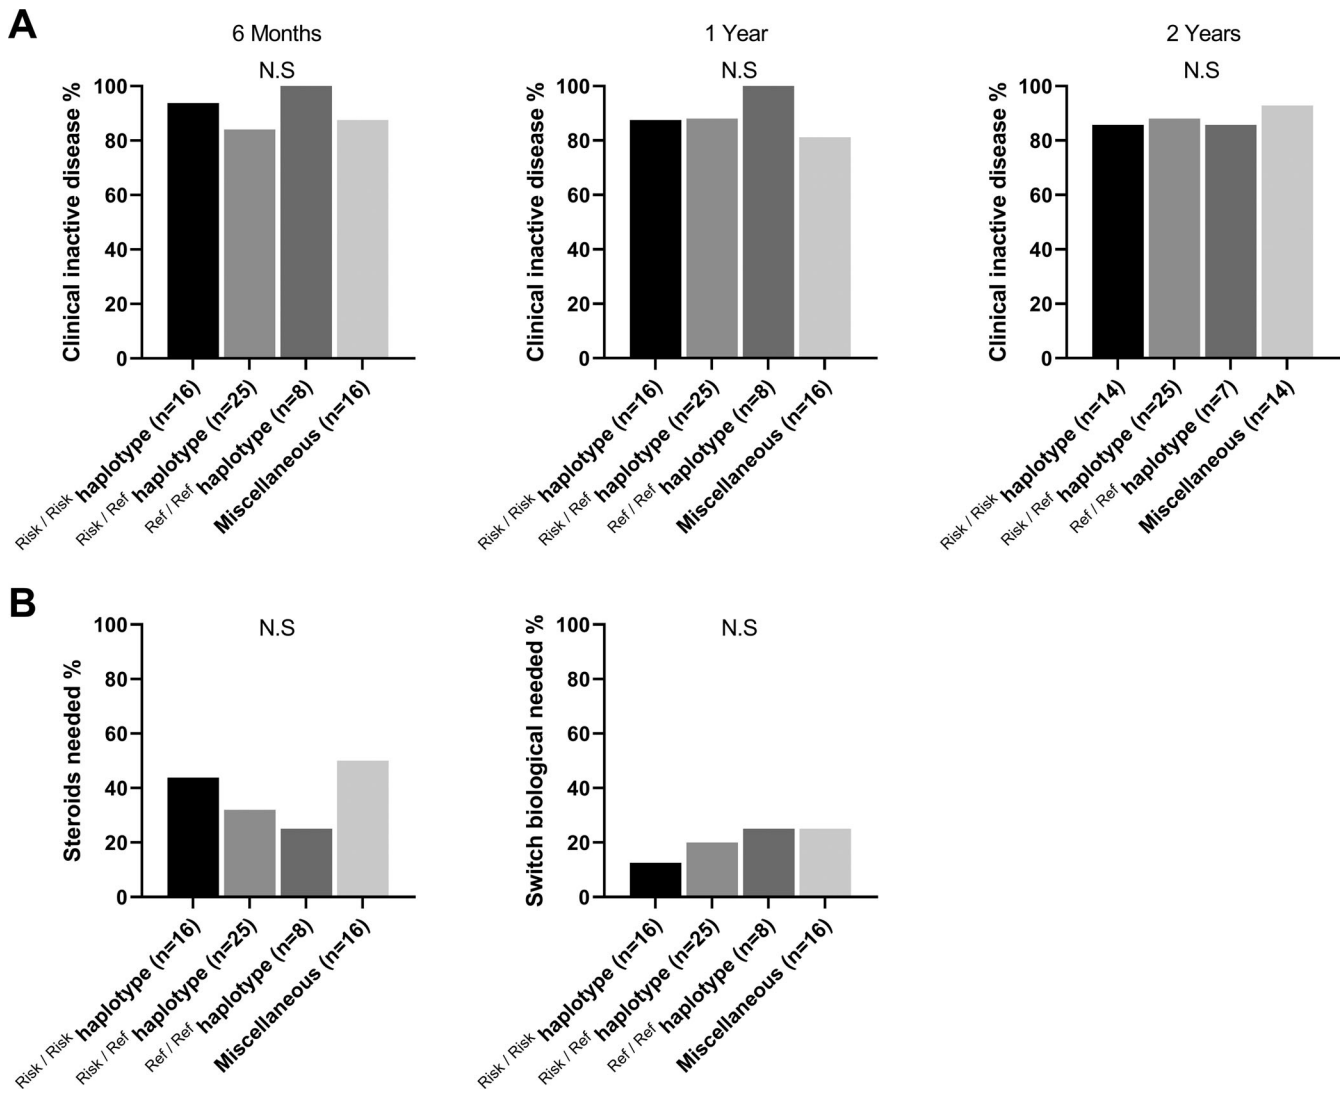 A
6 Months
N.S
Clinical inactive disease %
100
80
60
40
20
0
Risk / Risk haplotype (n=16)
Risk / Ref haplotype (n=25)
Ref / Ref haplotype (n=8)
Miscellaneous (n=16)
1 Year
N.S
Clinical inactive disease %
100
80
60
40
20
0
Risk / Risk haplotype (n=16)
Risk / Ref haplotype (n=25)
Ref / Ref haplotype (n=8)
Miscellaneous (n=16)
2 Years
N.S
Clinical inactive disease %
100
80
60
40
20
0
Risk / Risk haplotype (n=14)
Risk / Ref haplotype (n=25)
Ref / Ref haplotype (n=7)
Miscellaneous (n=14)
B
N.S
Steroids needed %
100
80
60
40
20
0
Risk / Risk haplotype (n=16)
Risk / Ref haplotype (n=25)
Ref / Ref haplotype (n=8)
Miscellaneous (n=16)
N.S
Switch biological needed %
100
80
60
40
20
0
Risk / Risk haplotype (n=16)
Risk / Ref haplotype (n=25)
Ref / Ref haplotype (n=8)
Miscellaneous (n=16)